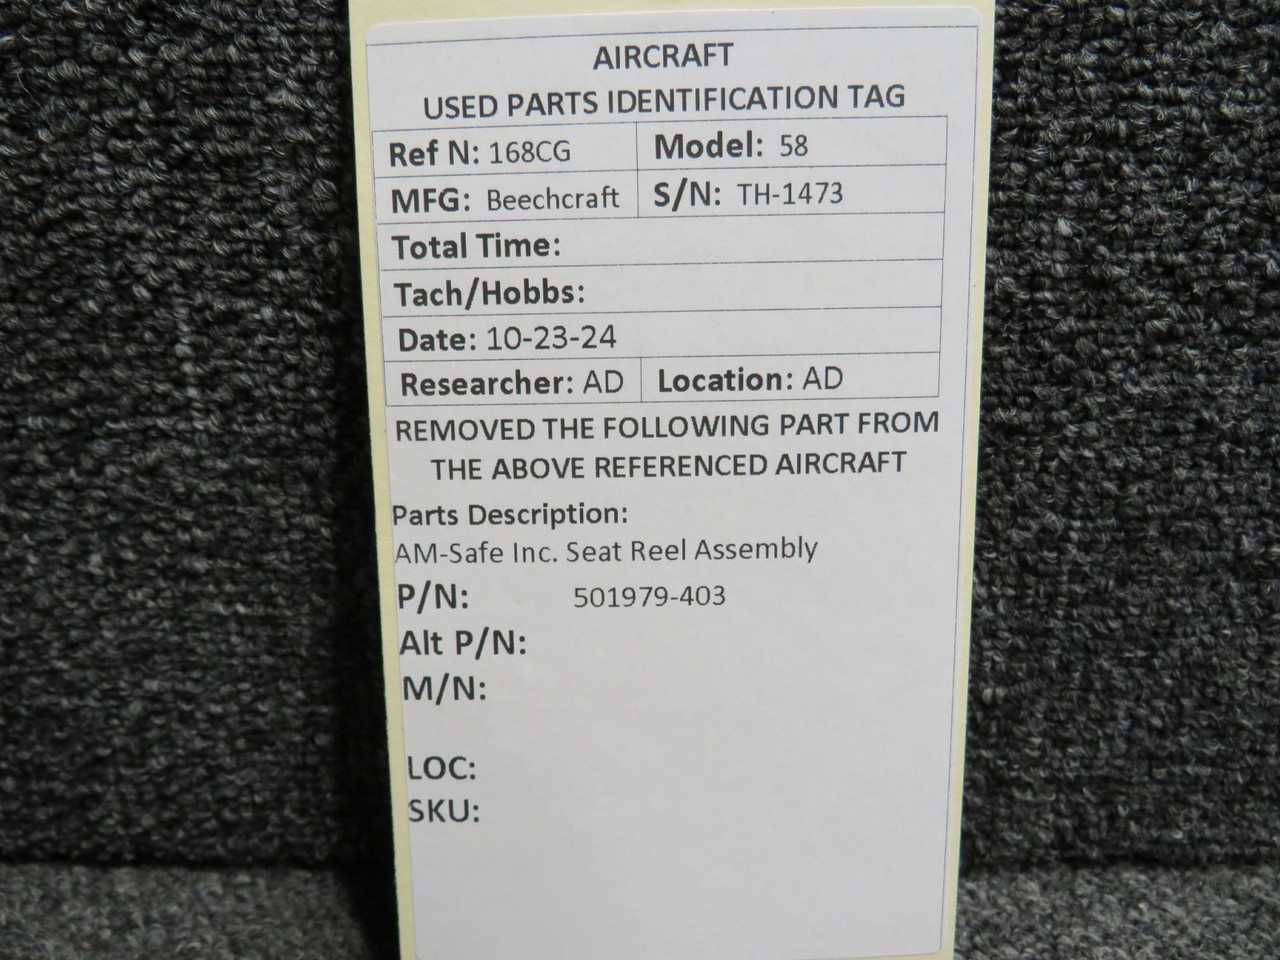 AIRCRAFT
USED PARTS IDENTIFICATION TAG
Ref N: 168CG Model: 58
MFG: Beechcraft S/N: TH-1473
Total Time:
Tach/Hobbs:
Date: 10-23-24
Researcher: AD Location: AD
REMOVED THE FOLLOWING PART FROM
THE ABOVE REFERENCED AIRCRAFT
Parts Description:
AM-Safe Inc. Seat Reel Assembly
P/N: 501979-403
Alt P/N:
M/N:
LOC:
SKU: